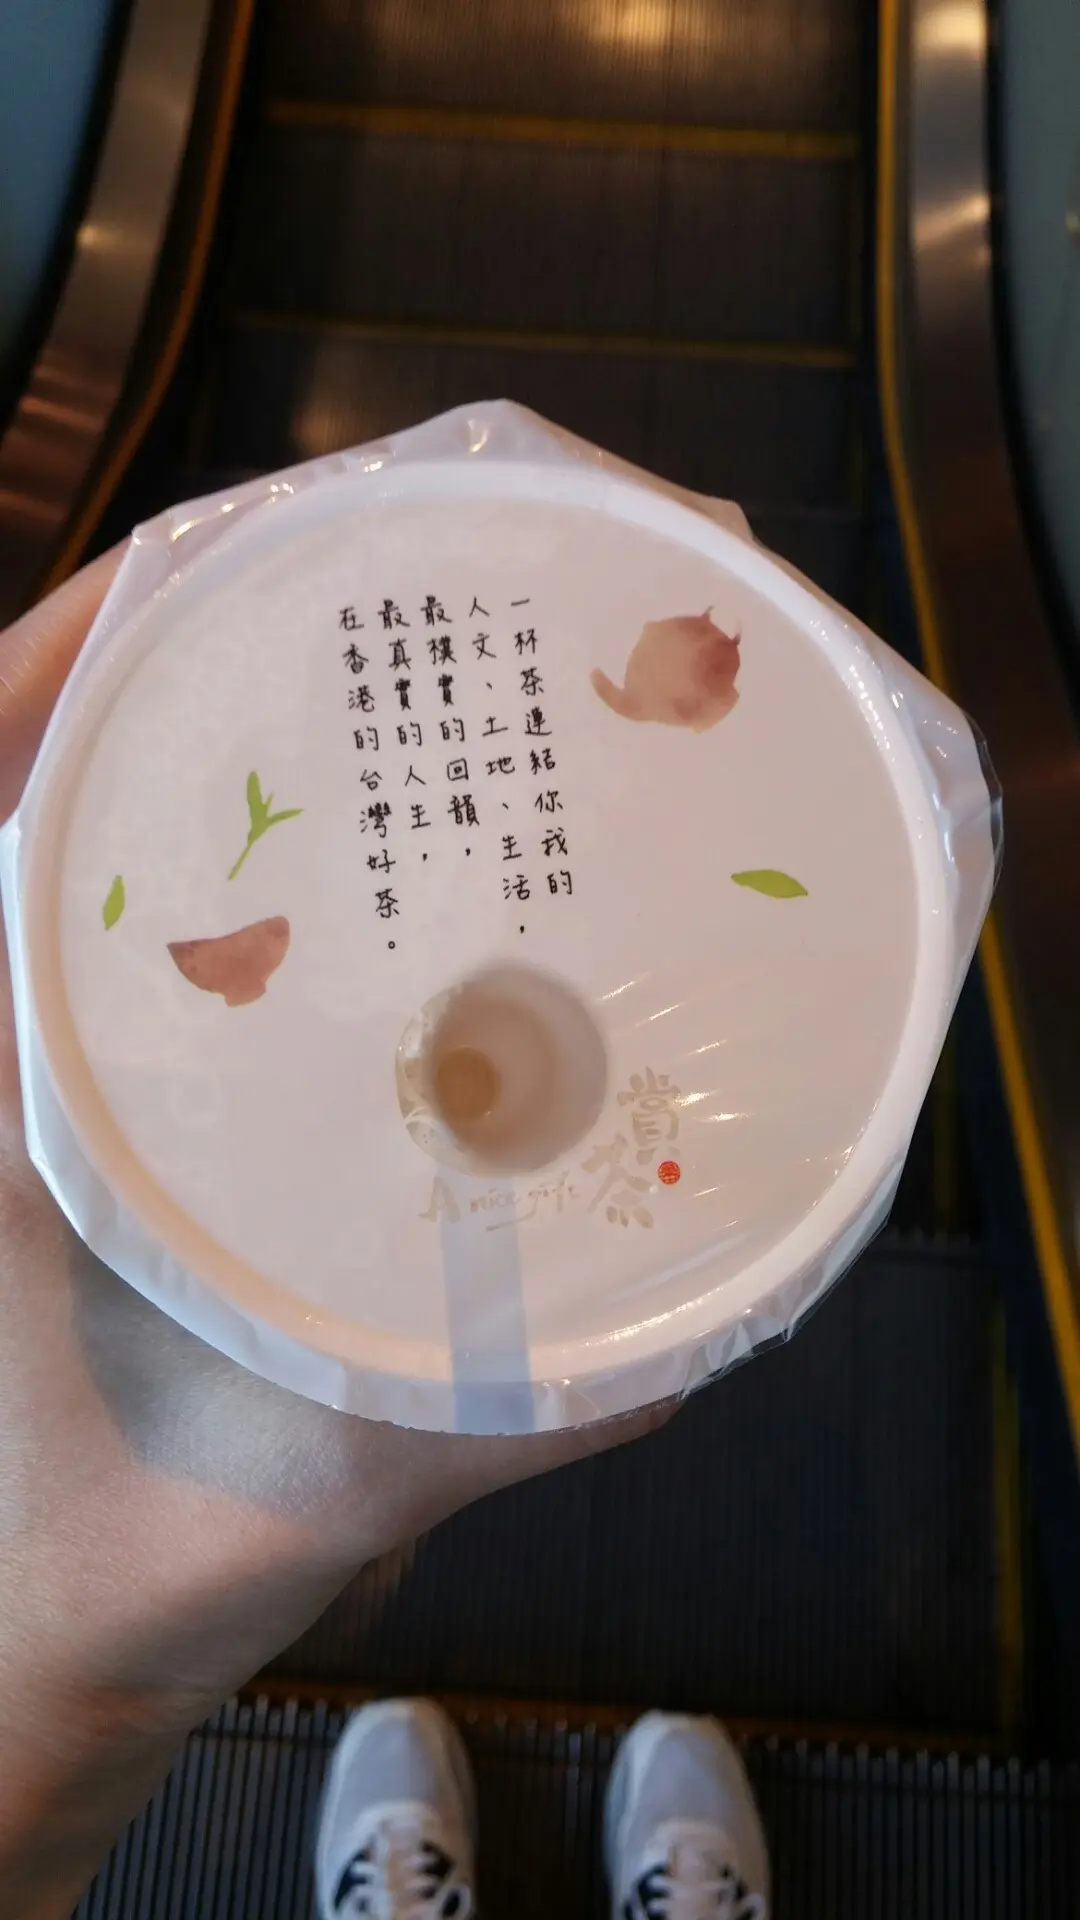 一杯茶連結你我的
人文、土地、生活，
最樸實的回韻，
最真實的人生，
在香港的台灣好茶。
賞茶
A nice gift